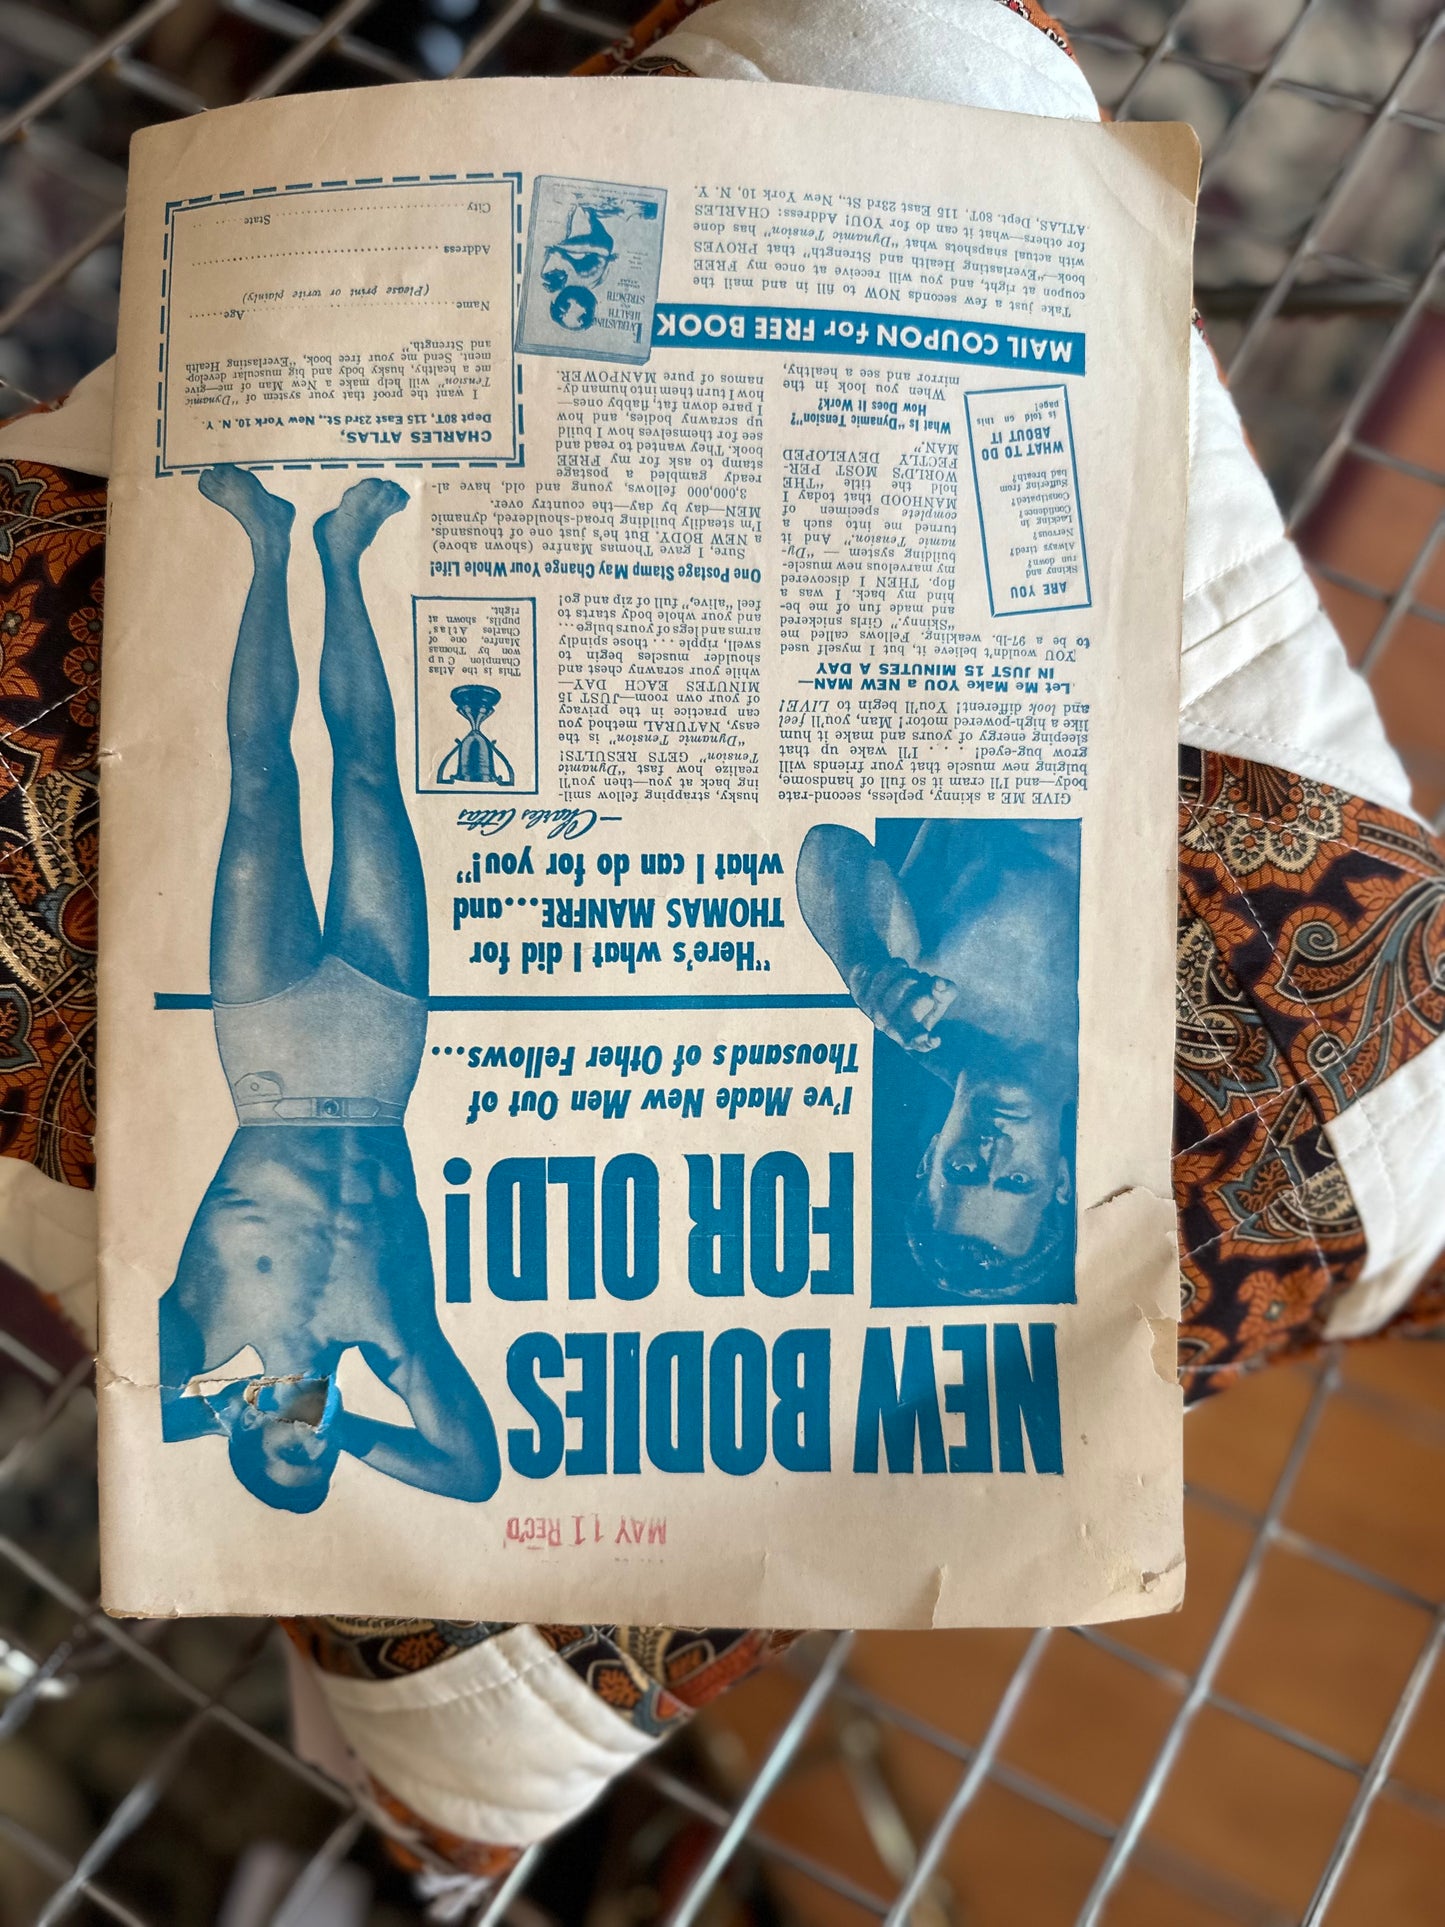 MAY 11 REC'D
NEW BODIES
FOR OLD!
I've Made New Men Out of
Thousands of Other Fellows...
"Here's what I did for
THOMAS MANFRE...and
what I can do for you!"
—Charles Atlas
GIVE ME a skinny, pepless, second-rate
body—and I'll cram it so full of handsome,
bulging new muscle that your friends will
grow bug-eyed! . . . I'll wake up that
sleeping energy of yours and make it hum
like a high-powered motor! Man, you'll feel
and look different! You'll begin to LIVE!
Let Me Make YOU a NEW MAN—
IN JUST 15 MINUTES A DAY
YOU wouldn't believe it, but I myself used
to be a 97-lb. weakling. Fellows called me
"Skinny." Girls snickered
and made fun of me be-
hind my back. I was a
flop. THEN I discovered
my marvelous new muscle-
building system — "Dy-
namic Tension." And it
turned me into such a
complete specimen of
MANHOOD that today I
hold the title "THE
WORLD'S MOST PER-
FECTLY DEVELOPED
MAN."
What Is "Dynamic Tension"?
How Does It Work?
When you look in the
mirror and see a healthy,
ARE YOU
Skinny and
run down?
Always tired?
Nervous?
Lacking in
Confidence?
Constipated?
Suffering from
bad breath?
WHAT TO DO
ABOUT IT
is told on this
page!
husky, strapping fellow smil-
ing back at you—then you'll
realize how fast "Dynamic
Tension" GETS RESULTS!
"Dynamic Tension" is the
easy, NATURAL method you
can practice in the privacy
of your own room—JUST 15
MINUTES EACH DAY—
while your scrawny chest and
shoulder muscles begin to
swell, ripple . . . those spindly
arms and legs of yours bulge . . .
and your whole body starts to
feel "alive," full of zip and go!
This is the Atlas
Champion Cup
won by Thomas
Manfre, one of
Charles Atlas'
pupils, shown at
right.
One Postage Stamp May Change Your Whole Life!
Sure, I gave Thomas Manfre (shown above)
a NEW BODY. But he's just one of thousands.
I'm steadily building broad-shouldered, dynamic
MEN—day by day—the country over.
3,000,000 fellows, young and old, have al-
ready gambled a postage
stamp to ask for my FREE
book. They wanted to read and
see for themselves how I build
up scrawny bodies, and how
I pare down fat, flabby ones—
how I turn them into human dy-
namos of pure MANPOWER.
MAIL COUPON for FREE BOOK
Take just a few seconds NOW to fill in and mail the
coupon at right, and you will receive at once my FREE
book—"Everlasting Health and Strength" that PROVES
with actual snapshots what "Dynamic Tension" has done
for others—what it can do for YOU! Address: CHARLES
ATLAS, Dept. 80T, 115 East 23rd St., New York 10, N. Y.
EVERLASTING
HEALTH
AND
STRENGTH
CHARLES ATLAS,
Dept 80T, 115 East 23rd St., New York 10, N. Y.
I want the proof that your system of "Dynamic
Tension" will help make a New Man of me—give
me a healthy, husky body and big muscular develop-
ment. Send me your free book, "Everlasting Health
and Strength."
Name Age
(Please print or write plainly)
Address
City State